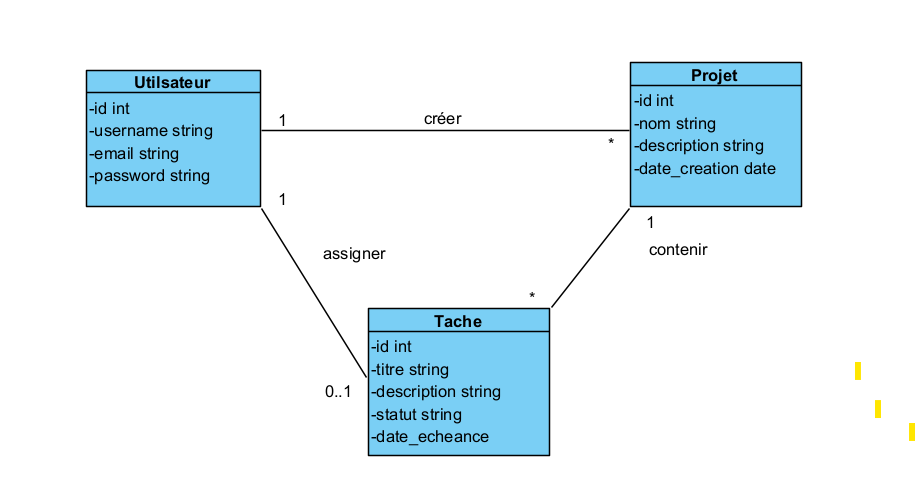 Utilsateur
-id int
-username string
-email string
-password string
1
créer
*
Projet
-id int
-nom string
-description string
-date_creation date
1
assigner
0..1
1
contenir
*
Tache
-id int
-titre string
-description string
-statut string
-date_echeance